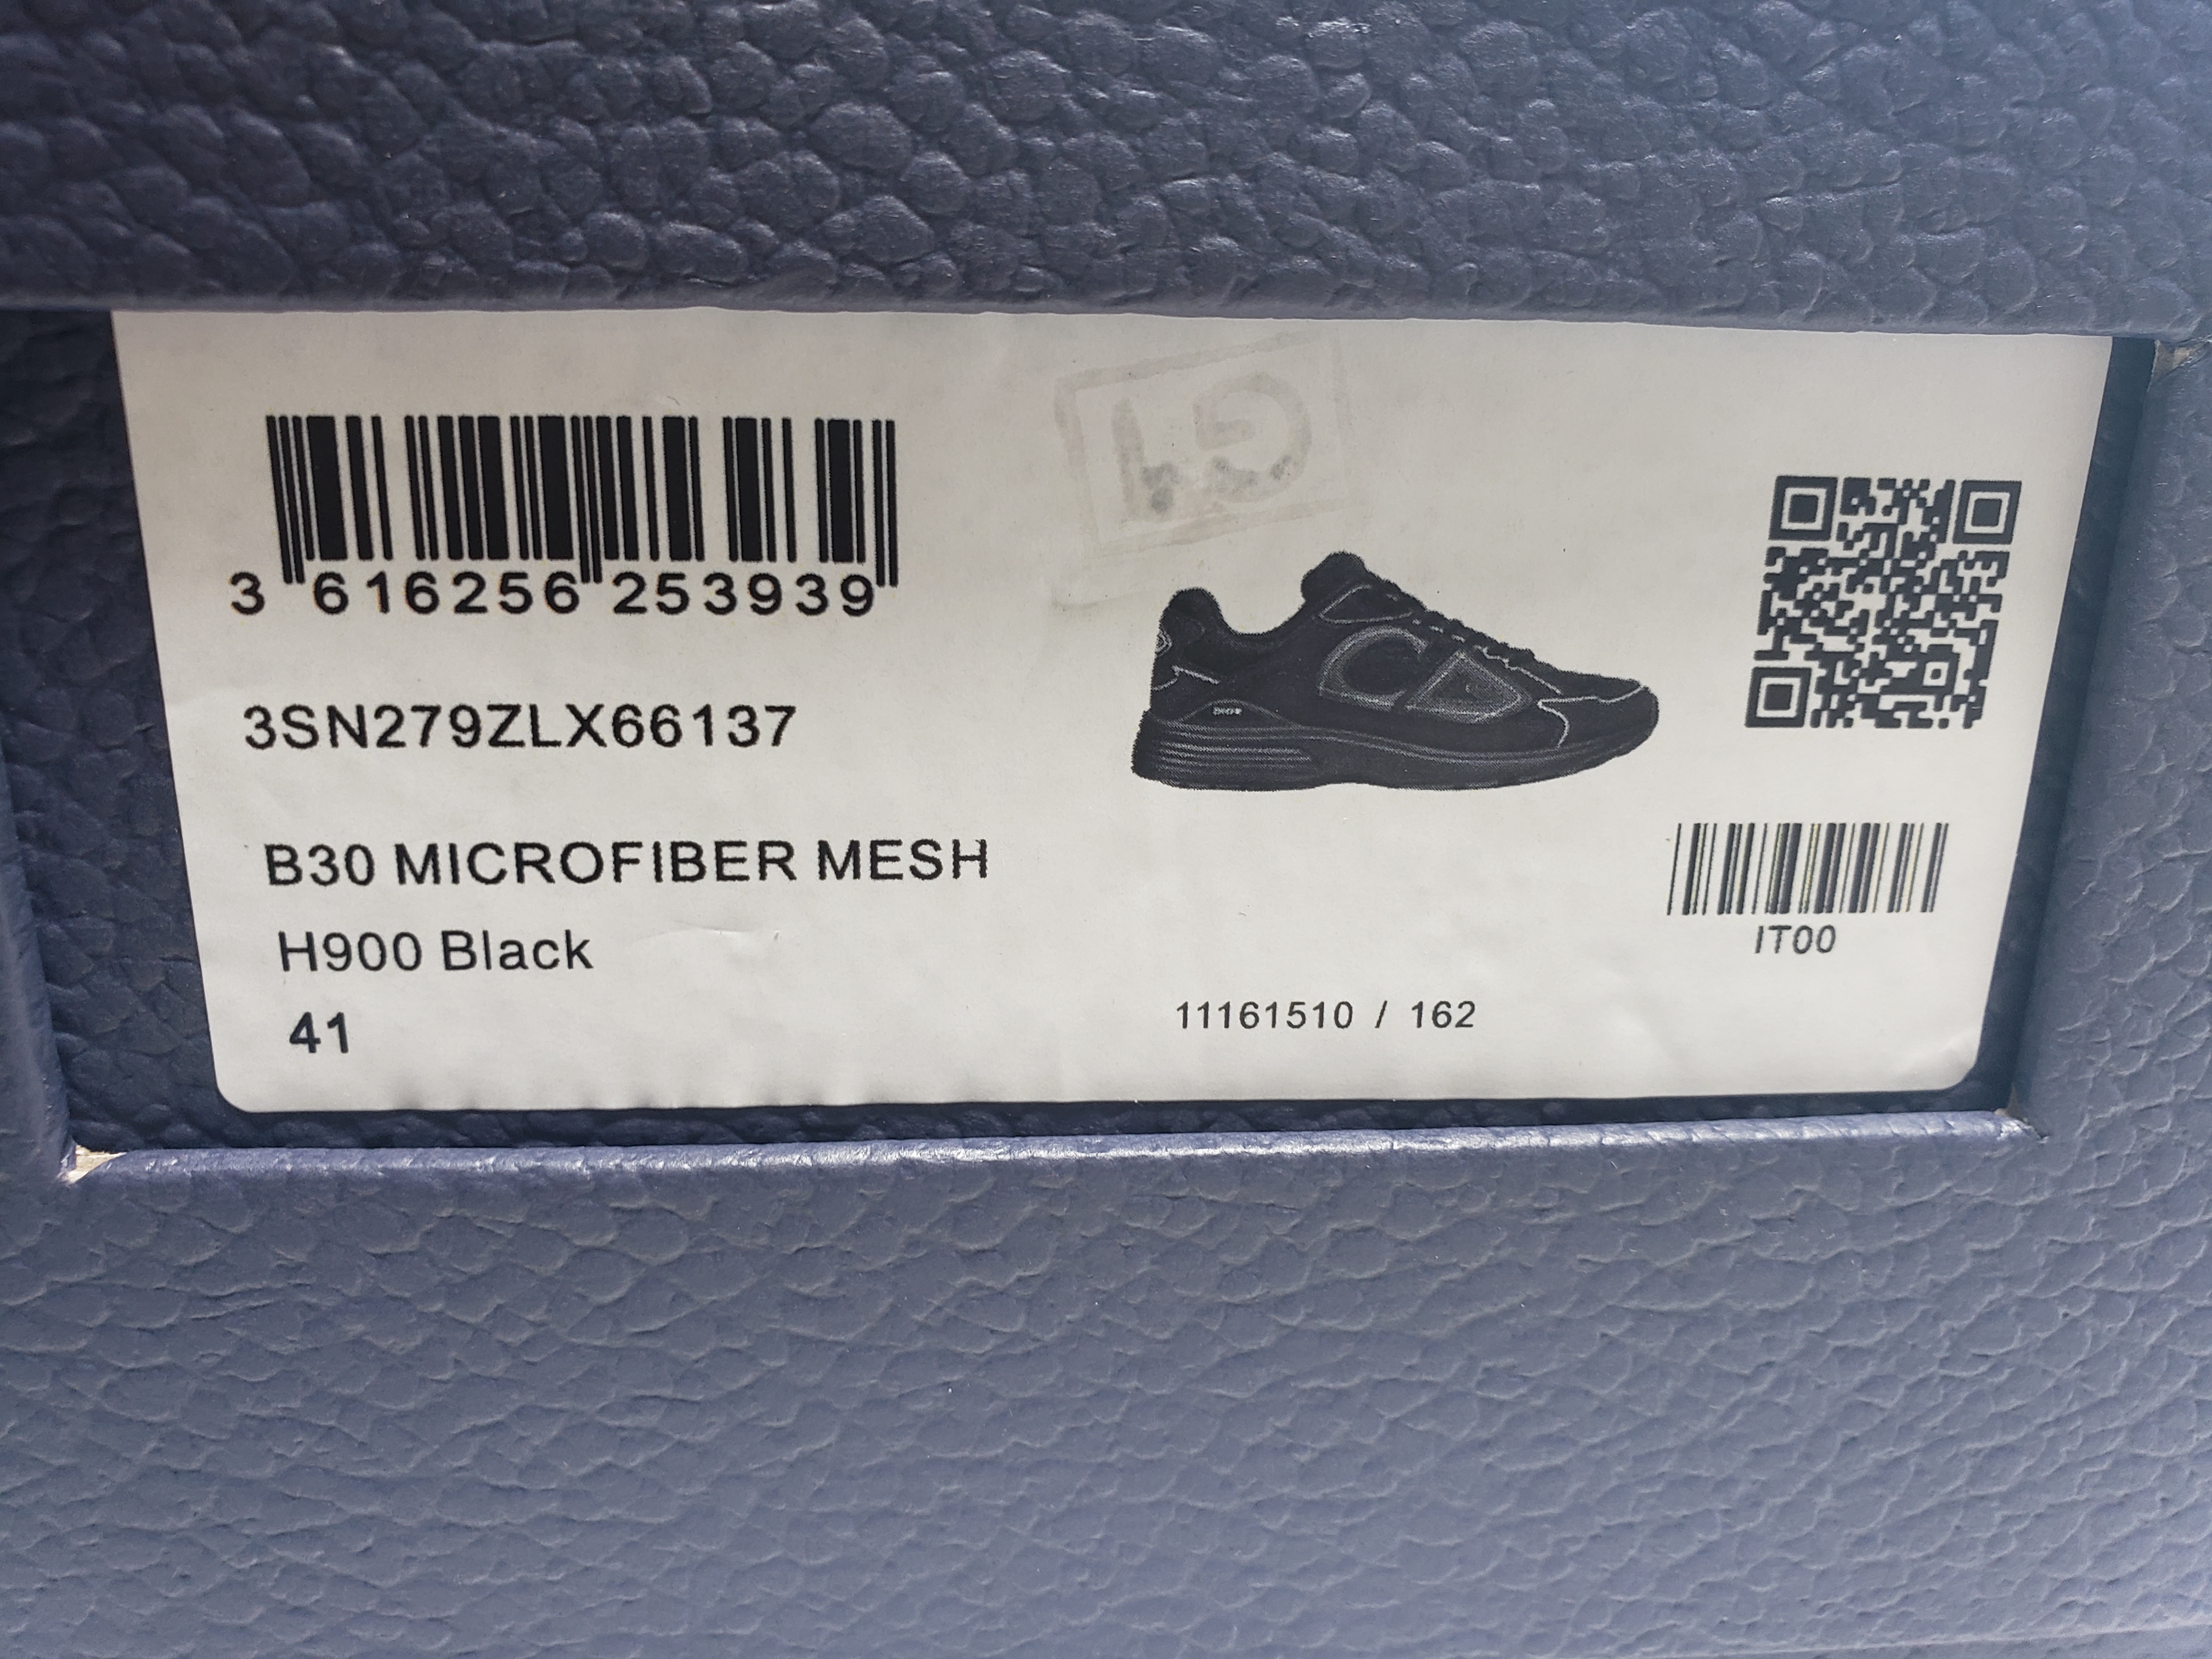 3 616256 253939
3SN279ZLX66137
B30 MICROFIBER MESH
H900 Black
41
11161510 / 162
IT00